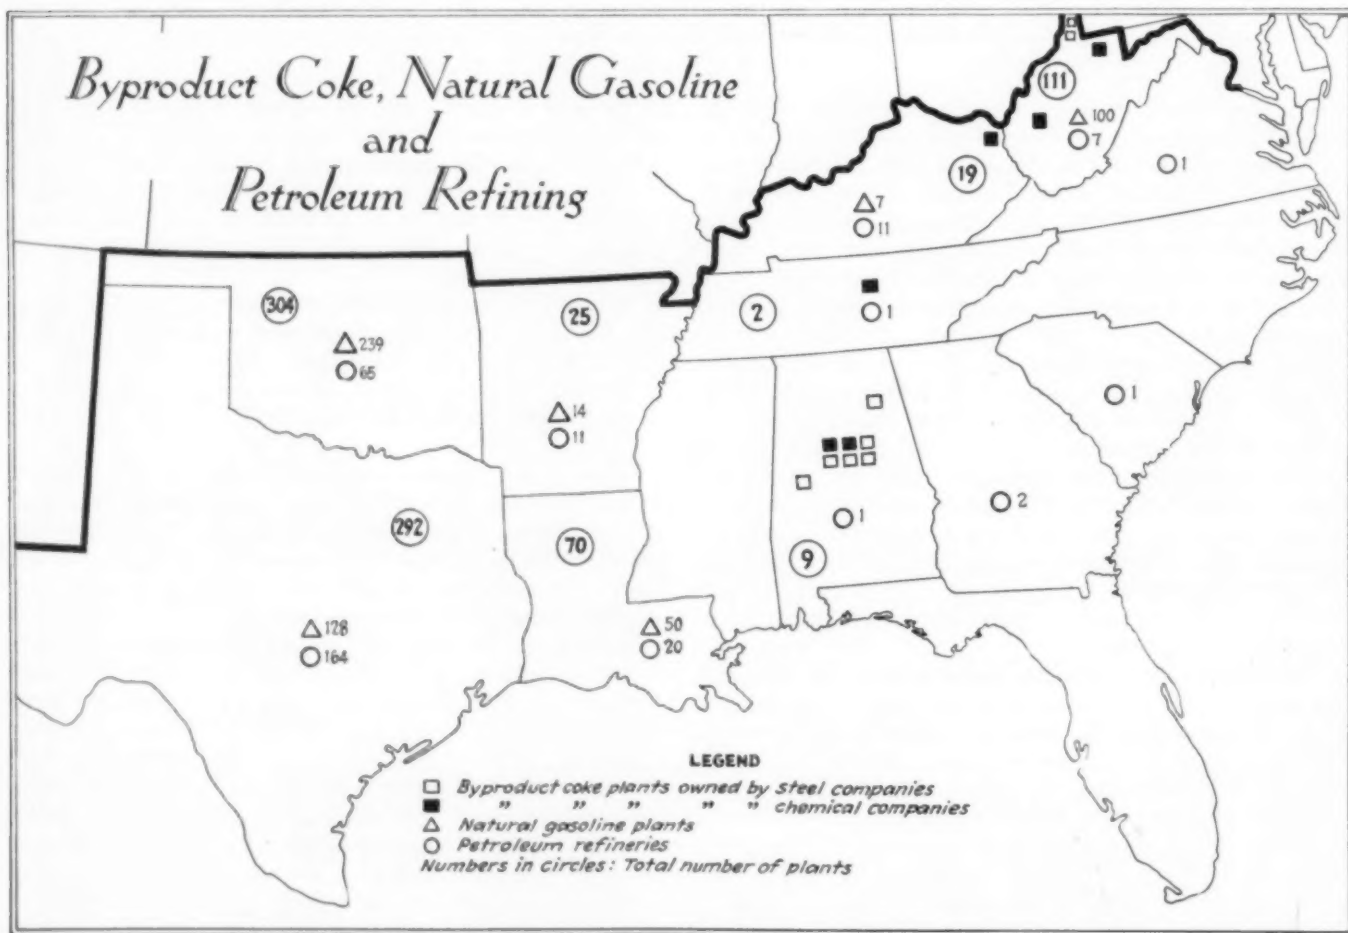 Byproduct Coke, Natural Gasoline
and
Petroleum Refining
111
100
7
1
19
7
11
304
239
65
25
14
11
2
1
1
292
128
164
70
50
20
9
1
2
LEGEND
Byproduct coke plants owned by steel companies
" " " " " chemical companies
Natural gasoline plants
Petroleum refineries
Numbers in circles: Total number of plants